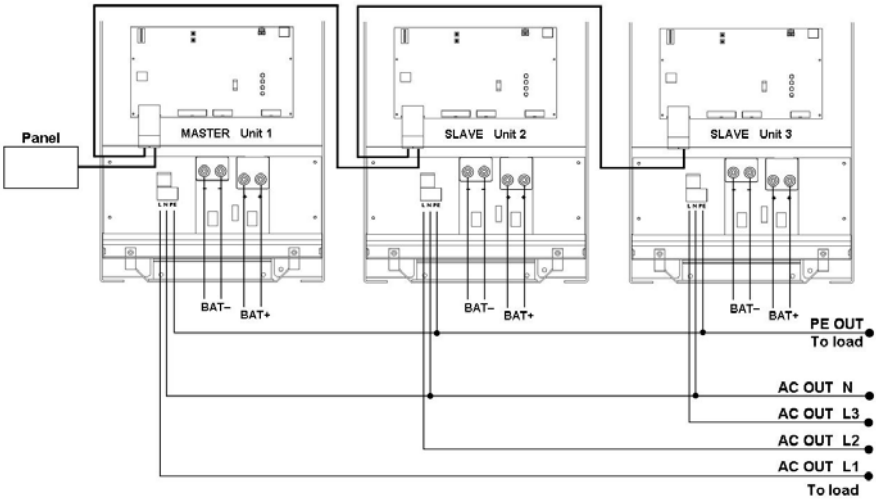 MASTER Unit 1
SLAVE Unit 2
SLAVE Unit 3
Panel
L N PE
L N PE
L N PE
BAT–
BAT+
BAT–
BAT+
BAT–
BAT+
PE OUT
To load
AC OUT N
AC OUT L3
AC OUT L2
AC OUT L1
To load